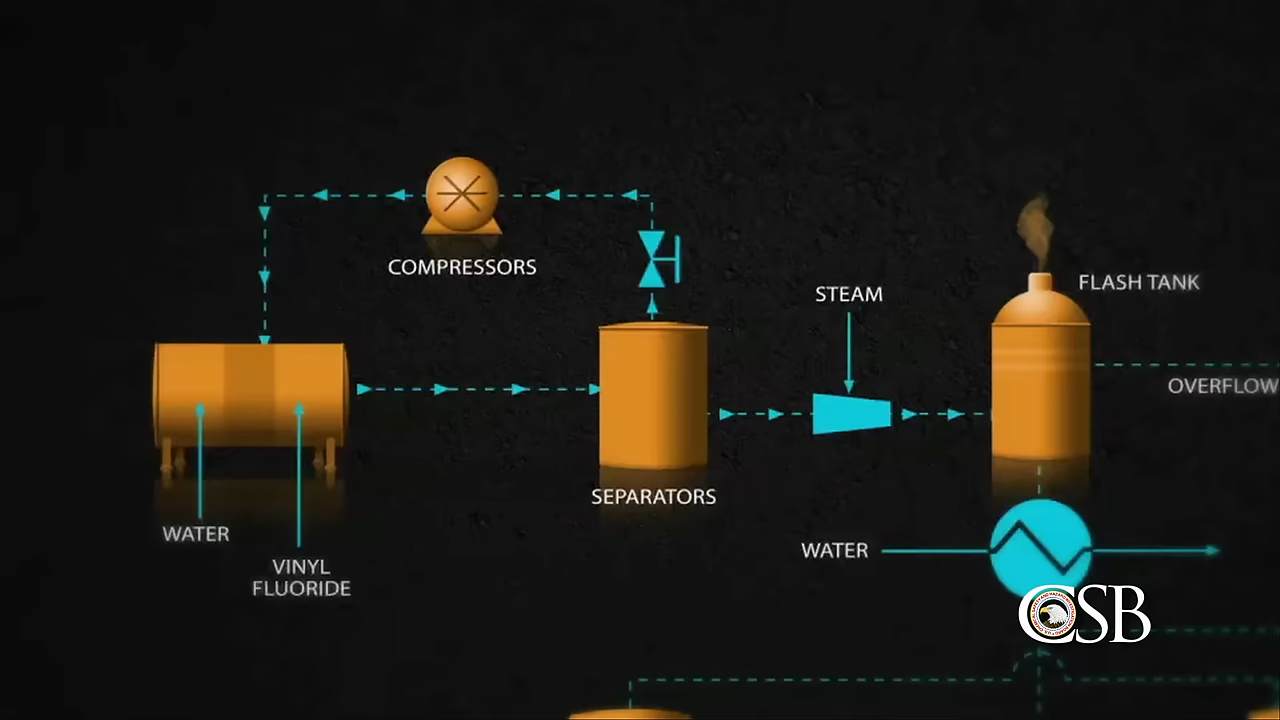 COMPRESSORS
STEAM
FLASH TANK
OVERFLOW
SEPARATORS
WATER
VINYL
FLUORIDE
WATER
CSB